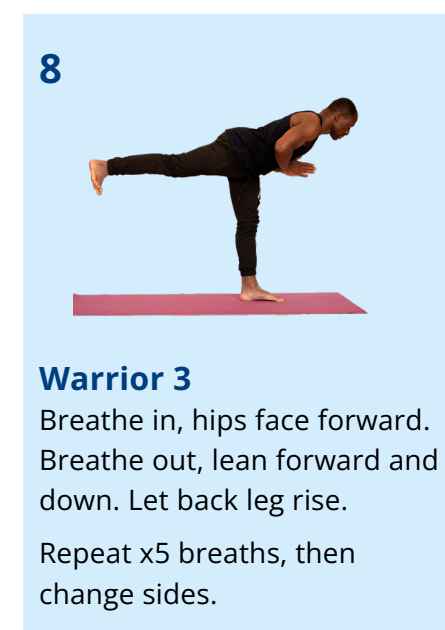 8
Warrior 3
Breathe in, hips face forward.
Breathe out, lean forward and
down. Let back leg rise.
Repeat x5 breaths, then
change sides.